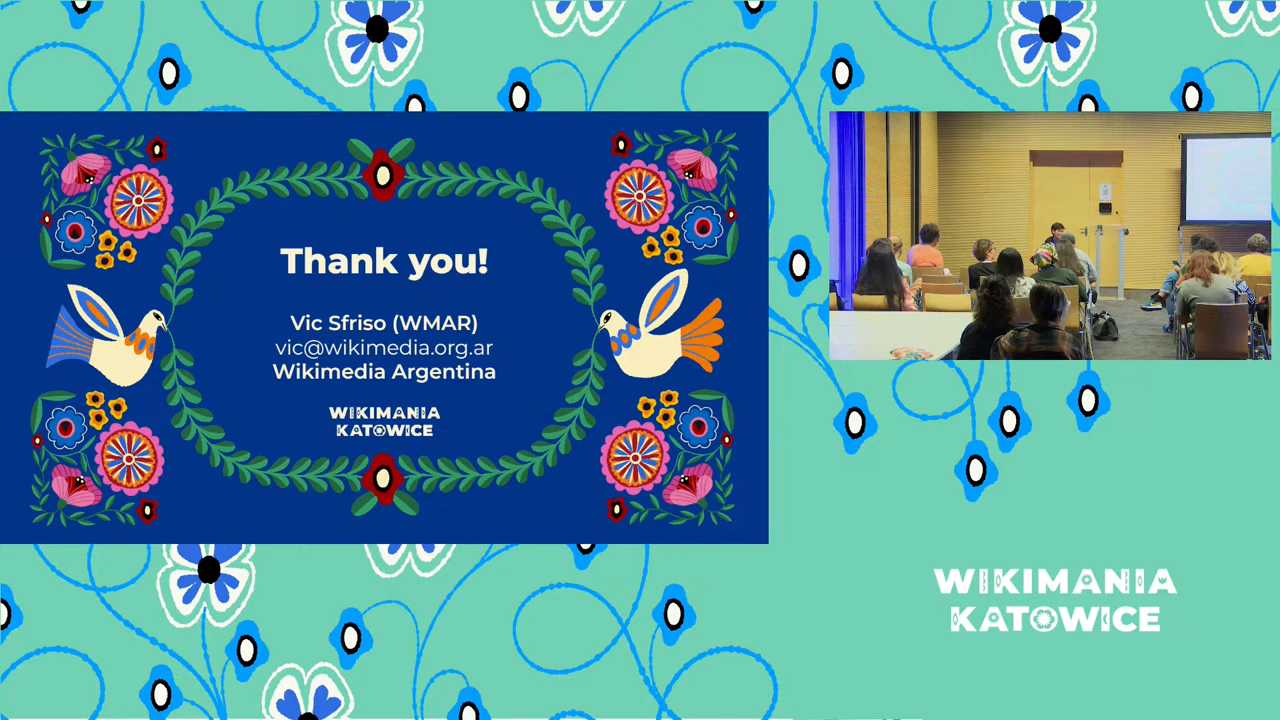 Thank you!
Vic Sfriso (WMAR)
vic@wikimedia.org.ar
Wikimedia Argentina
WIKIMANIA
KATOWICE
WIKIMANIA
KATOWICE